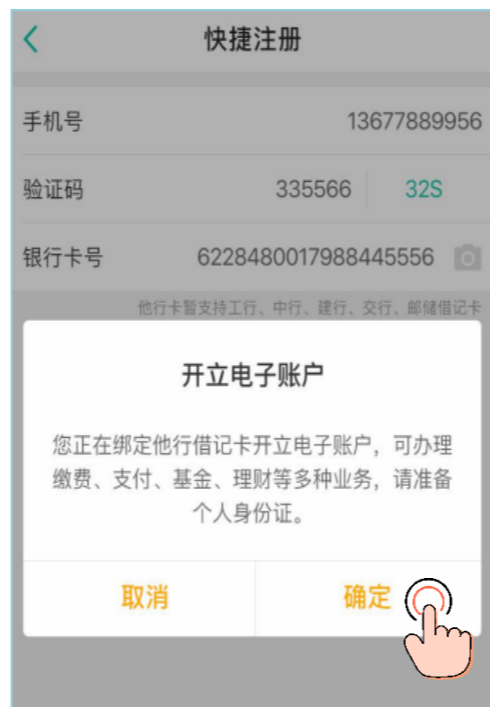 快捷注册
手机号 13677889956
验证码 335566 32S
银行卡号 6228480017988445556
他行卡暂支持工行、中行、建行、交行、邮储借记卡
开立电子账户
您正在绑定他行借记卡开立电子账户，可办理
缴费、支付、基金、理财等多种业务，请准备
个人身份证。
取消 确定